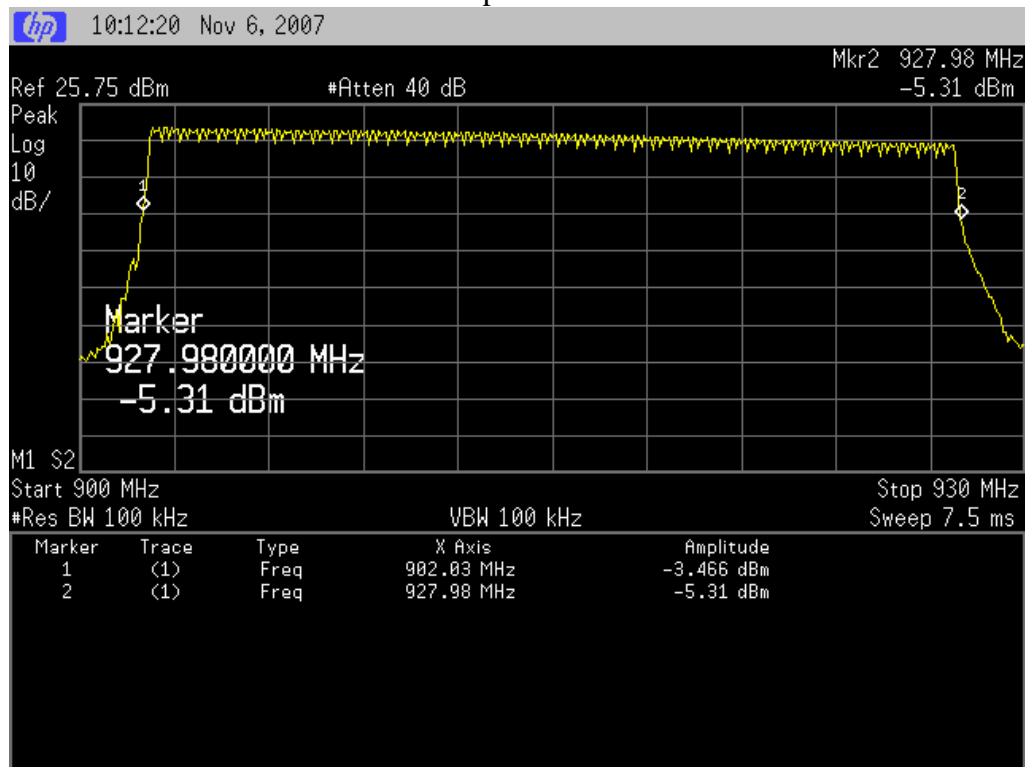 hp 10:12:20 Nov 6, 2007
Mkr2 927.98 MHz
Ref 25.75 dBm #Atten 40 dB -5.31 dBm
Peak
Log
10
dB/
1
2
Marker
927.980000 MHz
-5.31 dBm
M1 S2
Start 900 MHz Stop 930 MHz
#Res BW 100 kHz VBW 100 kHz Sweep 7.5 ms
Marker Trace Type X Axis Amplitude
1 (1) Freq 902.03 MHz -3.466 dBm
2 (1) Freq 927.98 MHz -5.31 dBm